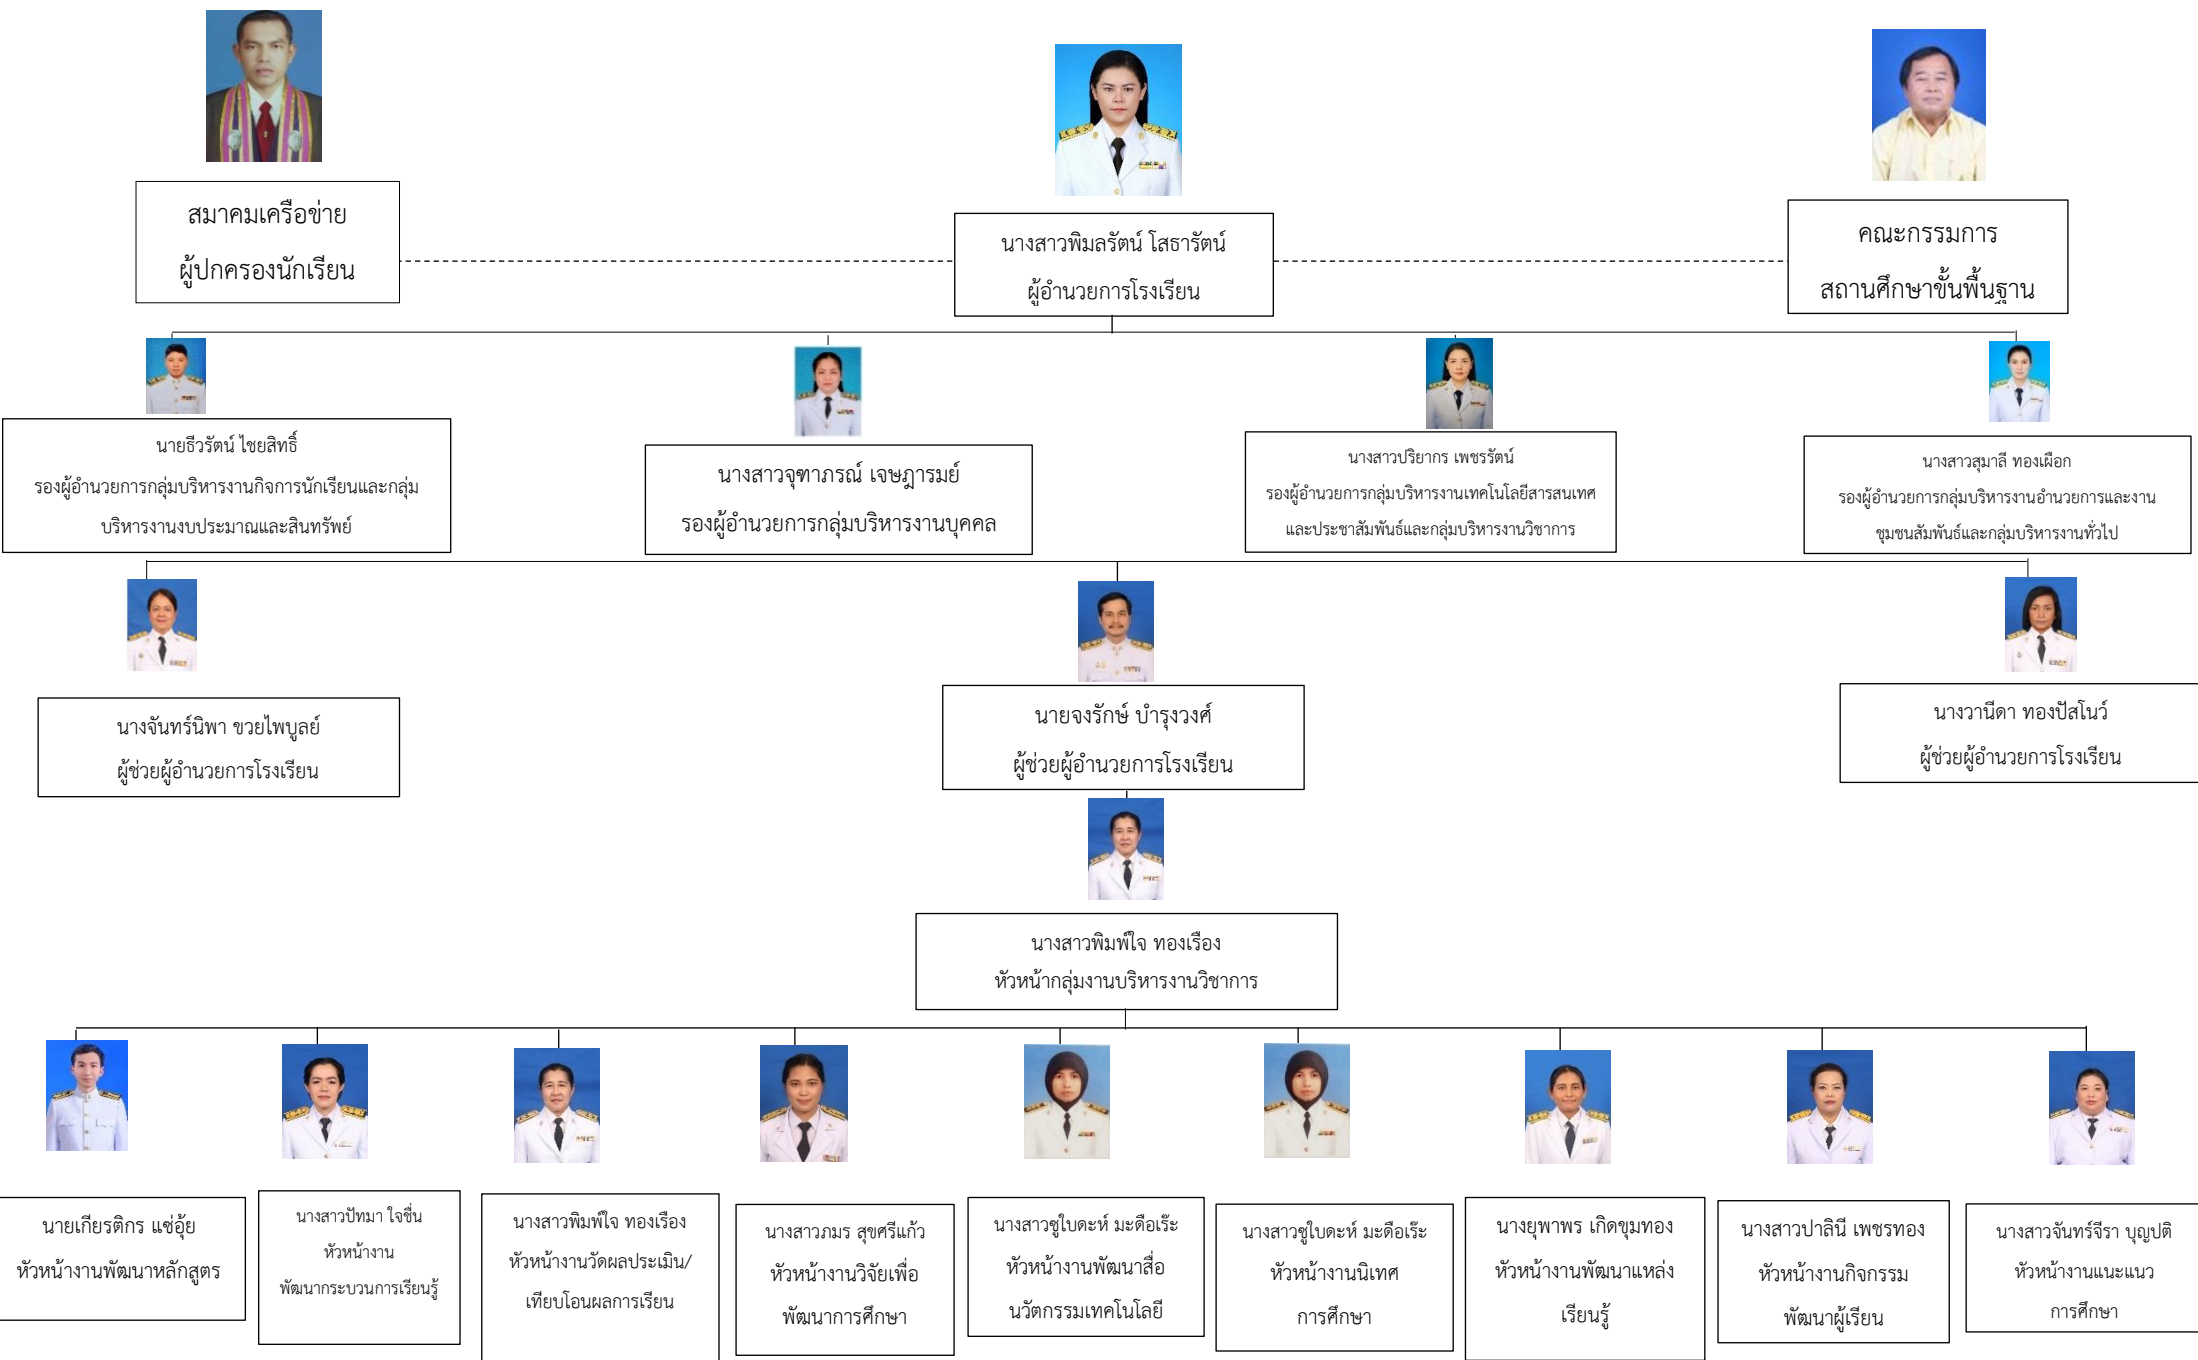 สมาคมเครือข่าย
ผู้ปกครองนักเรียน
นางสาวพิมลรัตน์ โสธารัตน์
ผู้อำนวยการโรงเรียน
คณะกรรมการ
สถานศึกษาขั้นพื้นฐาน
นายธีวรัตน์ ไชยสิทธิ์
รองผู้อำนวยการกลุ่มบริหารงานกิจการนักเรียนและกลุ่ม
บริหารงานงบประมาณและสินทรัพย์
นางสาวจุฑาภรณ์ เจษฎารมย์
รองผู้อำนวยการกลุ่มบริหารงานบุคคล
นางสาวปริยากร เพชรรัตน์
รองผู้อำนวยการกลุ่มบริหารงานเทคโนโลยีสารสนเทศ
และประชาสัมพันธ์และกลุ่มบริหารงานวิชาการ
นางสาวสุมาลี ทองเผือก
รองผู้อำนวยการกลุ่มบริหารงานอำนวยการและงาน
ชุมชนสัมพันธ์และกลุ่มบริหารงานทั่วไป
นางจันทร์นิพา ขวยไพบูลย์
ผู้ช่วยผู้อำนวยการโรงเรียน
นายจงรักษ์ บำรุงวงศ์
ผู้ช่วยผู้อำนวยการโรงเรียน
นางวานีดา ทองปัสโนว์
ผู้ช่วยผู้อำนวยการโรงเรียน
นางสาวพิมพ์ใจ ทองเรือง
หัวหน้ากลุ่มงานบริหารงานวิชาการ
นายเกียรติกร แซ่อุ้ย
หัวหน้างานพัฒนาหลักสูตร
นางสาวปัทมา ใจชื่น
หัวหน้างาน
พัฒนากระบวนการเรียนรู้
นางสาวพิมพ์ใจ ทองเรือง
หัวหน้างานวัดผลประเมิน/
เทียบโอนผลการเรียน
นางสาวภมร สุขศรีแก้ว
หัวหน้างานวิจัยเพื่อ
พัฒนาการศึกษา
นางสาวซูใบดะห์ มะดือเร๊ะ
หัวหน้างานพัฒนาสื่อ
นวัตกรรมเทคโนโลยี
นางสาวซูใบดะห์ มะดือเร๊ะ
หัวหน้างานนิเทศ
การศึกษา
นางยุพาพร เกิดขุมทอง
หัวหน้างานพัฒนาแหล่ง
เรียนรู้
นางสาวปาลินี เพชรทอง
หัวหน้างานกิจกรรม
พัฒนาผู้เรียน
นางสาวจันทร์จีรา บุญปติ
หัวหน้างานแนะแนว
การศึกษา